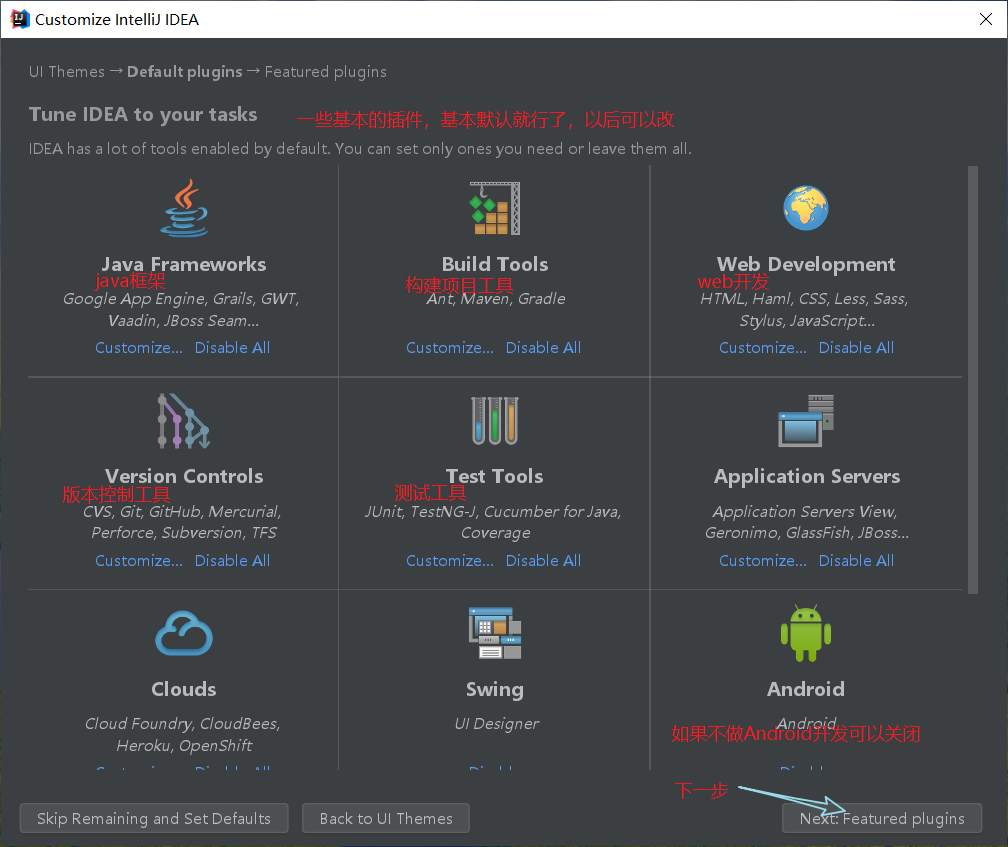 Customize IntelliJ IDEA
UI Themes → Default plugins → Featured plugins
Tune IDEA to your tasks
一些基本的插件，基本默认就行了，以后可以改
IDEA has a lot of tools enabled by default. You can set only ones you need or leave them all.
Java Frameworks
java框架
Google App Engine, Grails, GWT,
Vaadin, JBoss Seam...
Customize... Disable All
Build Tools
构建项目工具
Ant, Maven, Gradle
Customize... Disable All
Web Development
web开发
HTML, Haml, CSS, Less, Sass,
Stylus, JavaScript...
Customize... Disable All
Version Controls
版本控制工具
CVS, Git, GitHub, Mercurial,
Perforce, Subversion, TFS
Customize... Disable All
Test Tools
测试工具
JUnit, TestNG-J, Cucumber for Java,
Coverage
Customize... Disable All
Application Servers
Application Servers View,
Geronimo, GlassFish, JBoss...
Customize... Disable All
Clouds
Cloud Foundry, CloudBees,
Heroku, OpenShift
Swing
UI Designer
Android
Android
如果不做Android开发可以关闭
下一步
Skip Remaining and Set Defaults
Back to UI Themes
Next: Featured plugins